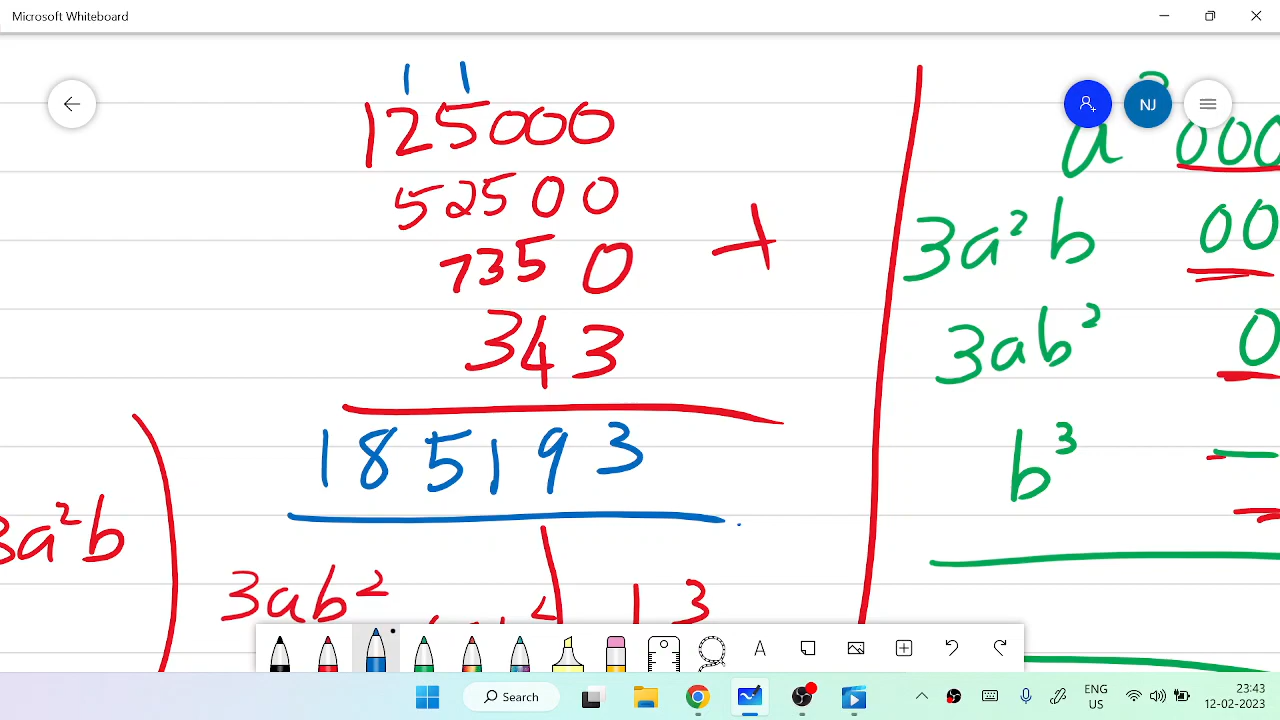 Microsoft Whiteboard
1 1
125000
52500
7350
+
343
185193
3a²b
3ab²
13
NJ
a³ 000
3a²b 00
3ab² 0
b³
A
Search
ENG
US
23:43
12-02-2023